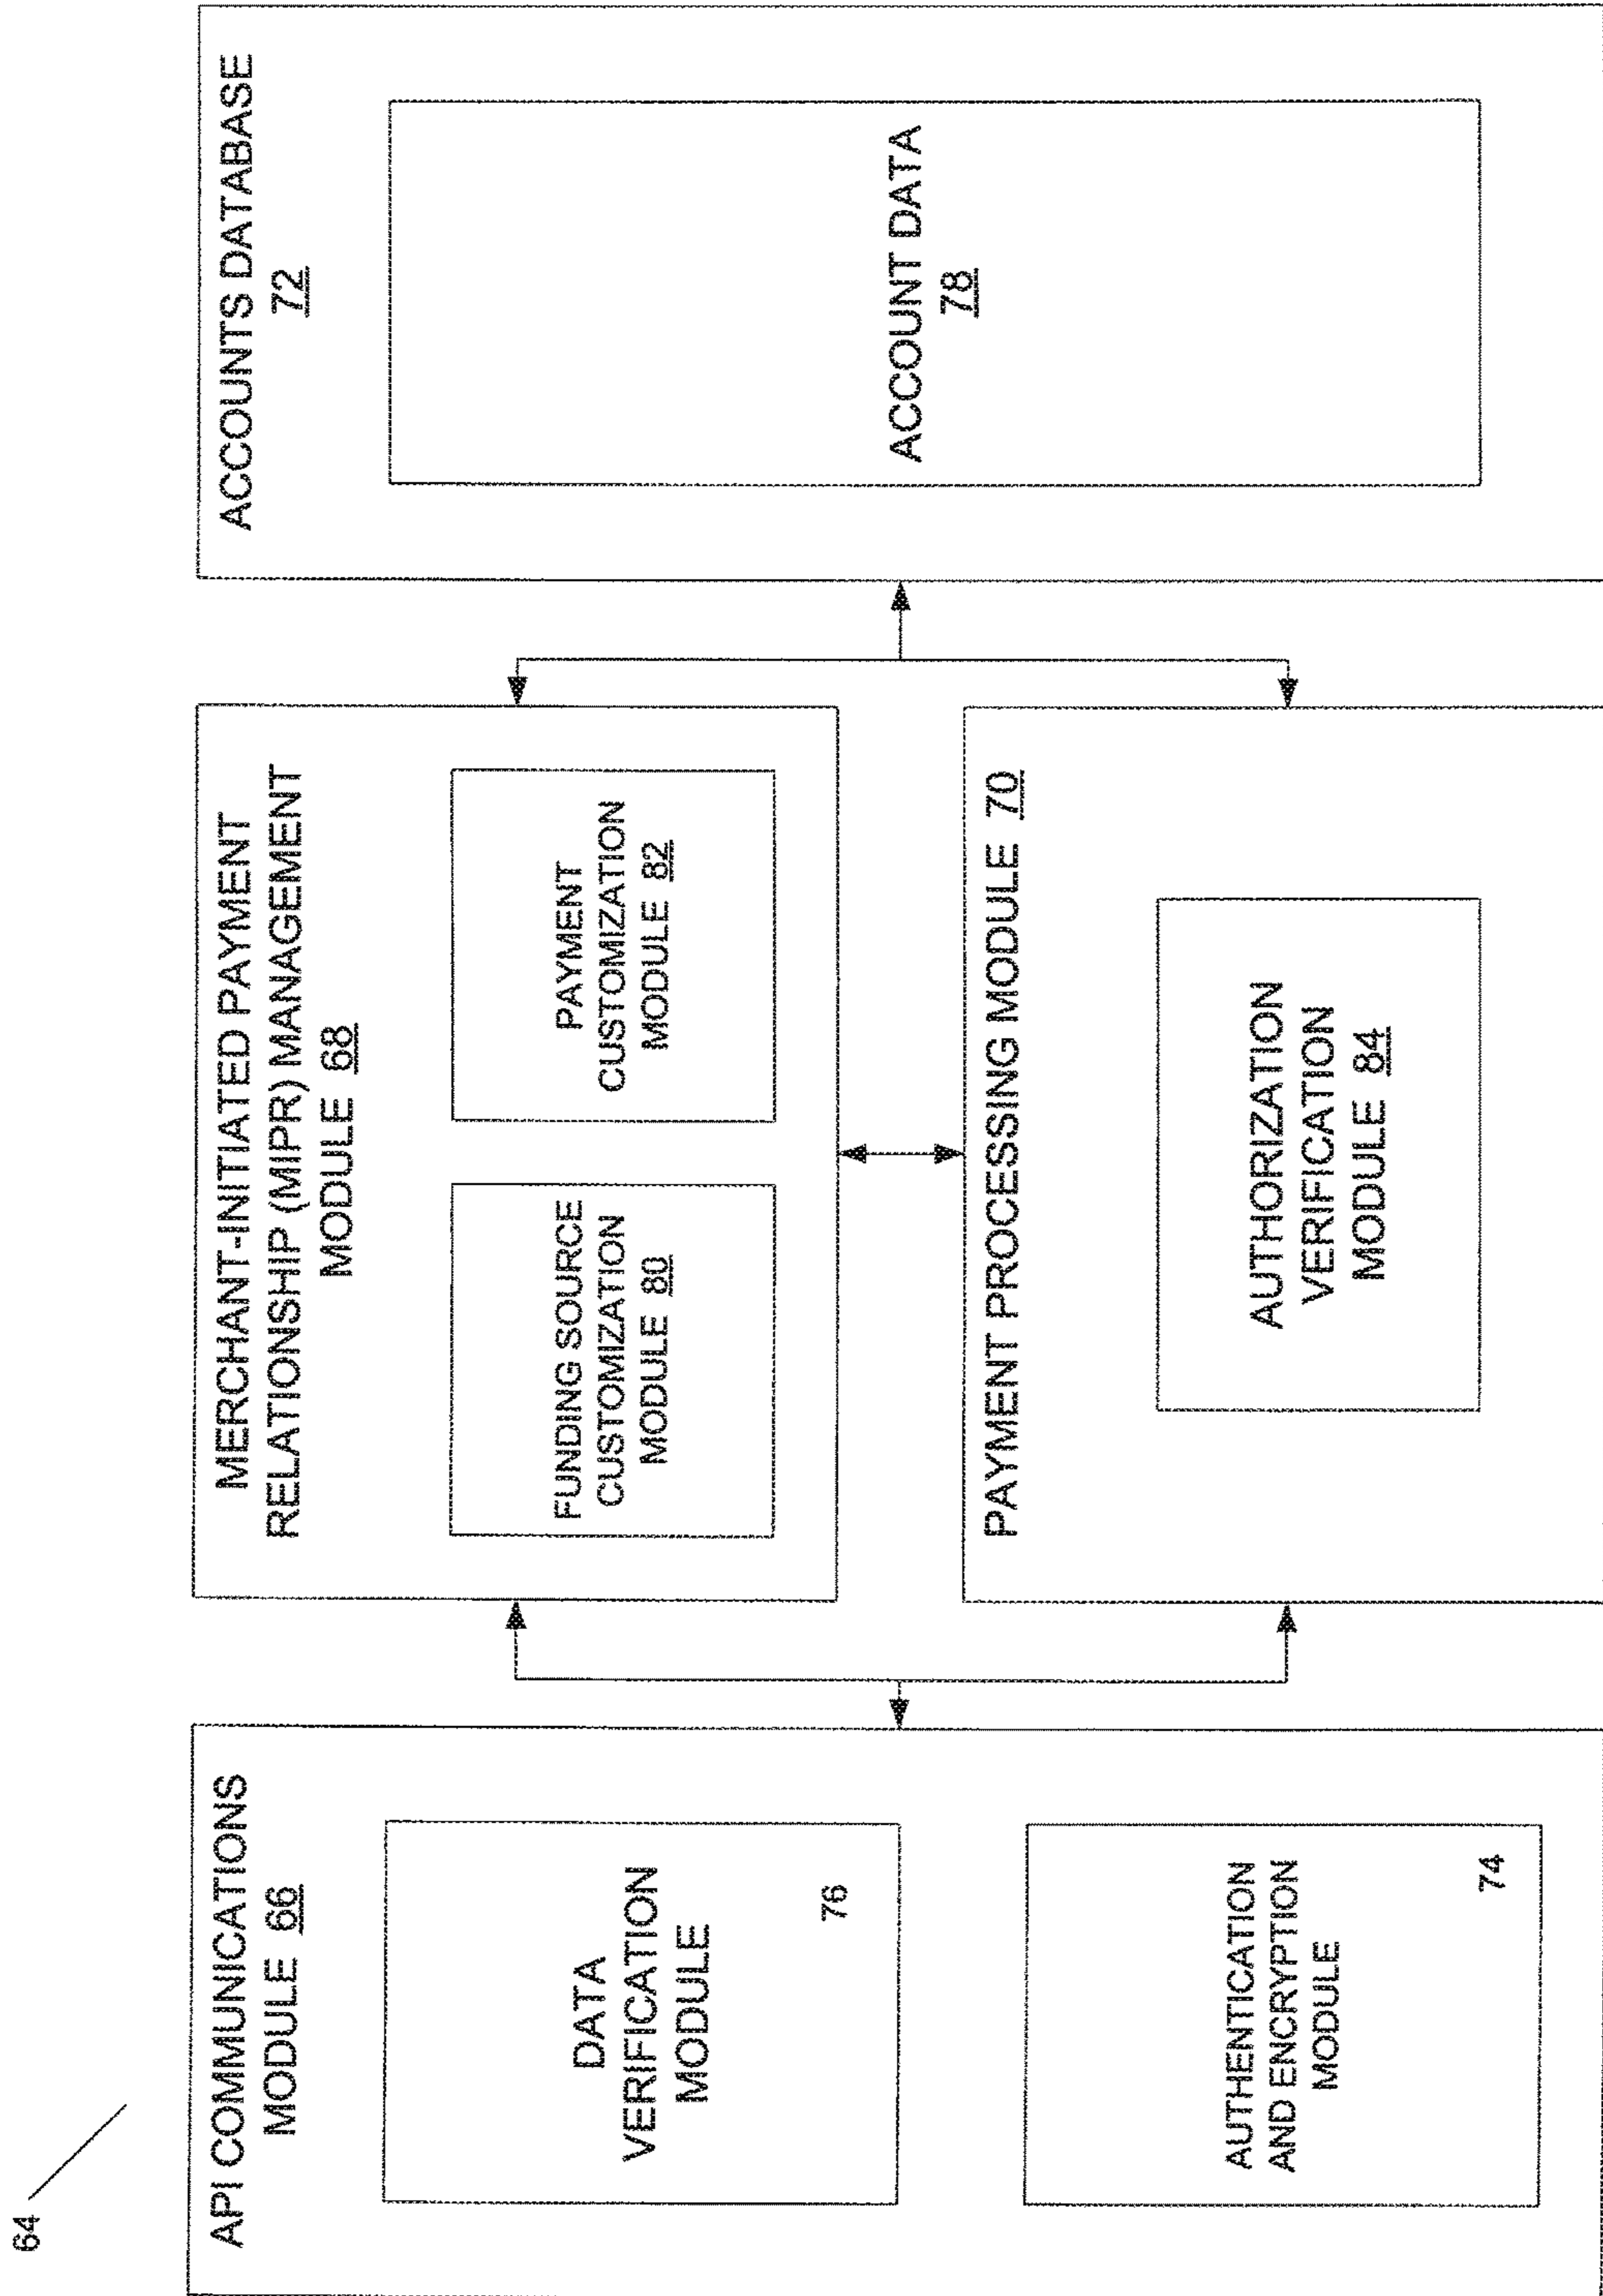 64
API COMMUNICATIONS
MODULE 66
DATA
VERIFICATION
MODULE
76
AUTHENTICATION
AND ENCRYPTION
MODULE
74
MERCHANT-INITIATED PAYMENT
RELATIONSHIP (MIPR) MANAGEMENT
MODULE 68
FUNDING SOURCE
CUSTOMIZATION
MODULE 80
PAYMENT
CUSTOMIZATION
MODULE 82
PAYMENT PROCESSING MODULE 70
AUTHORIZATION
VERIFICATION
MODULE 84
ACCOUNTS DATABASE
72
ACCOUNT DATA
78